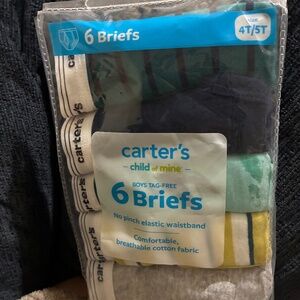 6 Briefs
size
4T/5T
carter's
child of mine
BOYS TAG-FREE
6 Briefs
No pinch elastic waistband
Comfortable,
breathable cotton fabric
carter's
carter's
carter's